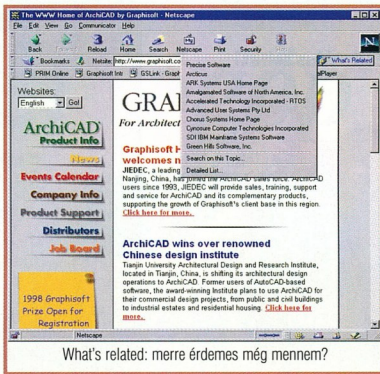 The WWW Home of ArchiCAD by Graphisoft - Netscape
File Edit View Go Communicator Help
Back Reload Home Search Netscape Print Security
Bookmarks Netsite: http://www.graphisoft.co What's Related
PRIM Online Graphisoft Intr GSLink - Graph
Precise Software
Arcticus
ARK Systems USA Home Page
Amalgamated Software of North America, Inc.
Accelerated Technology Incorporated - RTOS
Advanced User Systems Pty Ltd
Chorus Systems Home Page
Cynosure Computer Technologies Incorporated
SDI IBM Mainframe Systems Software
Green Hills Software, Inc.
Search on this Topic...
Detailed List...
Websites:
English Go!
ArchiCAD
Product Info
News
Events Calendar
Company Info
Product Support
Distributors
Job Board
1998 Graphisoft
Prize Open for
Registration
GRA
For Architect
Graphisoft
welcomes n
JIEDEC, a leading
Nanjing, China, has joined the ArchiCAD sales force. ArchiCAD
users since 1993, JIEDEC will provide sales, training, support
and service for ArchiCAD and its complementary products,
supporting the growth of Graphisoft's client base in this region.
Click here for more.
ArchiCAD wins over renowned
Chinese design institute
Tianjin University Architectural Design and Research Institute,
located in Tianjin, China, is shifting its architectural design
operations to ArchiCAD. Former users of AutoCAD-based
software, the award-winning Institute plans to use ArchiCAD for
their commercial design projects, from public and civil buildings
to industrial estates and residential housing. Click here for
more.
Netscape
What's related: merre érdemes még mennem?